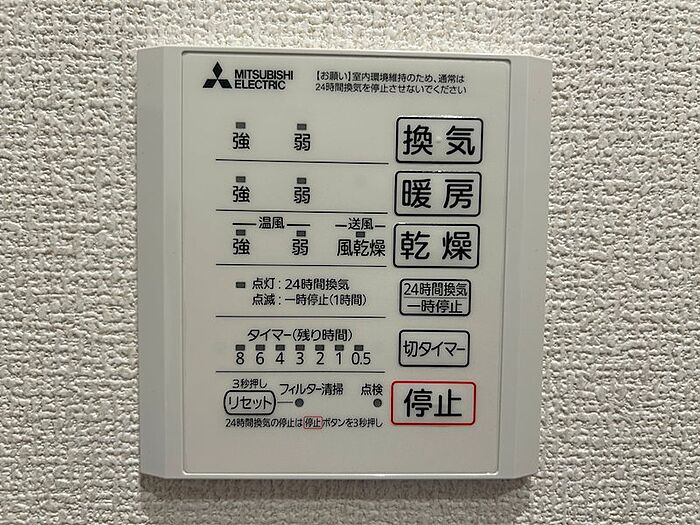 MITSUBISHI
ELECTRIC
【お願い】室内環境維持のため、通常は
24時間換気を停止させないでください
強 弱 換気
強 弱 暖房
温風 送風
強 弱 風乾燥 乾燥
点灯:24時間換気
点滅:一時停止(1時間)
24時間換気
一時停止
タイマー(残り時間)
8 6 4 3 2 1 0.5
切タイマー
3秒押し
リセット フィルター清掃 点検
停止
24時間換気の停止は停止ボタンを3秒押し